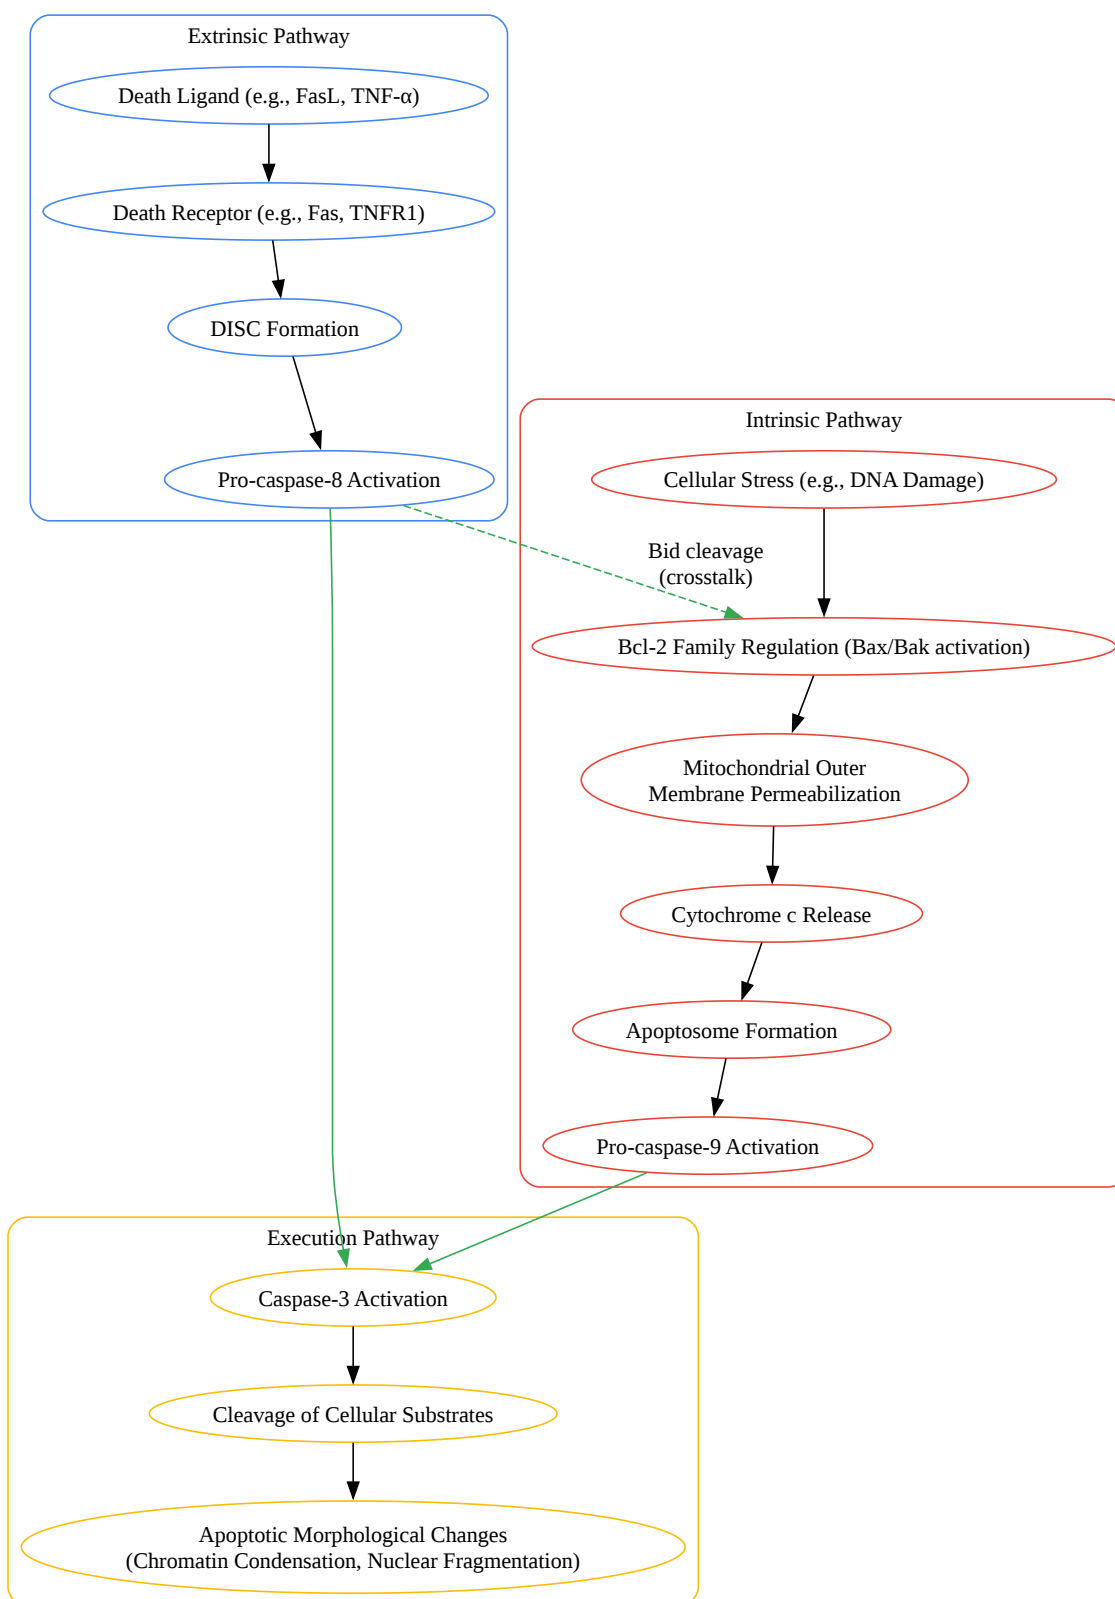 Extrinsic Pathway
Death Ligand (e.g., FasL, TNF-α)
Death Receptor (e.g., Fas, TNFR1)
DISC Formation
Pro-caspase-8 Activation
Intrinsic Pathway
Cellular Stress (e.g., DNA Damage)
Bid cleavage
(crosstalk)
Bcl-2 Family Regulation (Bax/Bak activation)
Mitochondrial Outer
Membrane Permeabilization
Cytochrome c Release
Apoptosome Formation
Pro-caspase-9 Activation
Execution Pathway
Caspase-3 Activation
Cleavage of Cellular Substrates
Apoptotic Morphological Changes
(Chromatin Condensation, Nuclear Fragmentation)